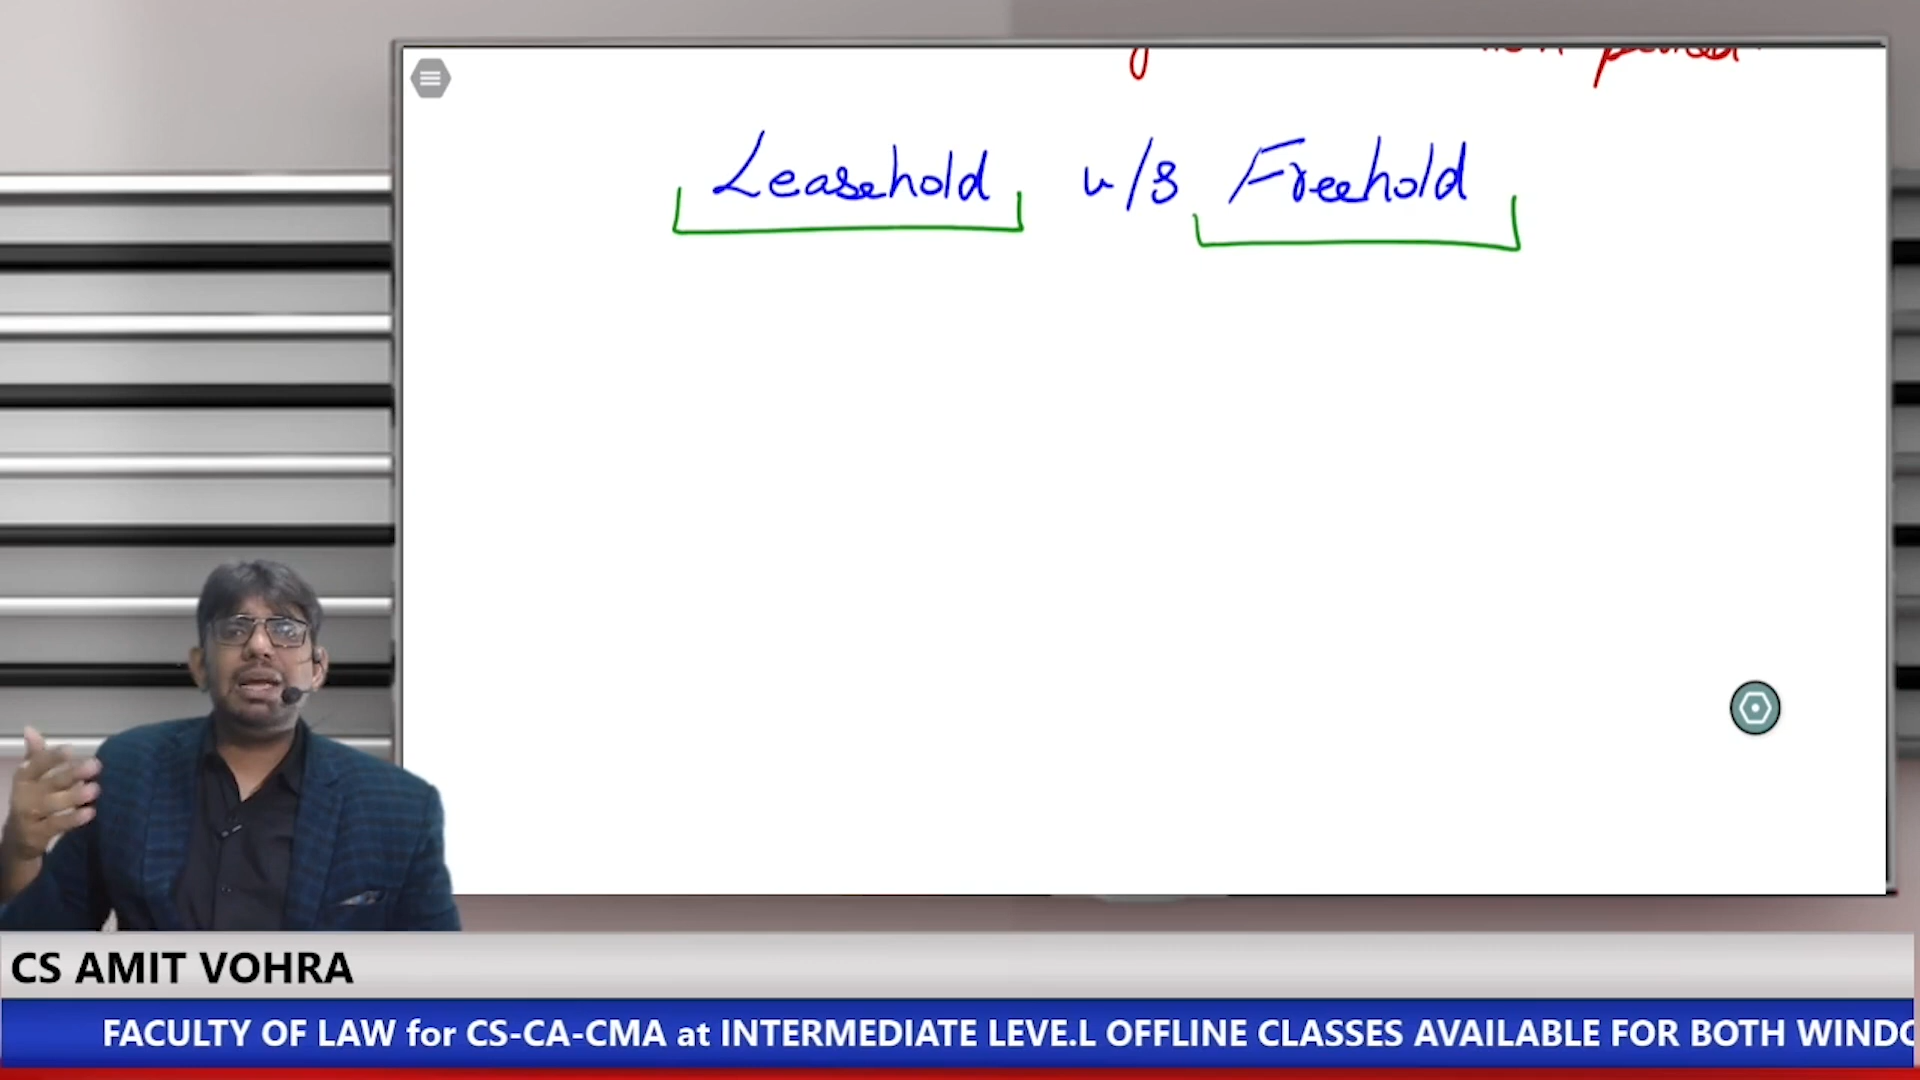 Leasehold v/s Freehold
CS AMIT VOHRA
FACULTY OF LAW for CS-CA-CMA at INTERMEDIATE LEVE.L OFFLINE CLASSES AVAILABLE FOR BOTH